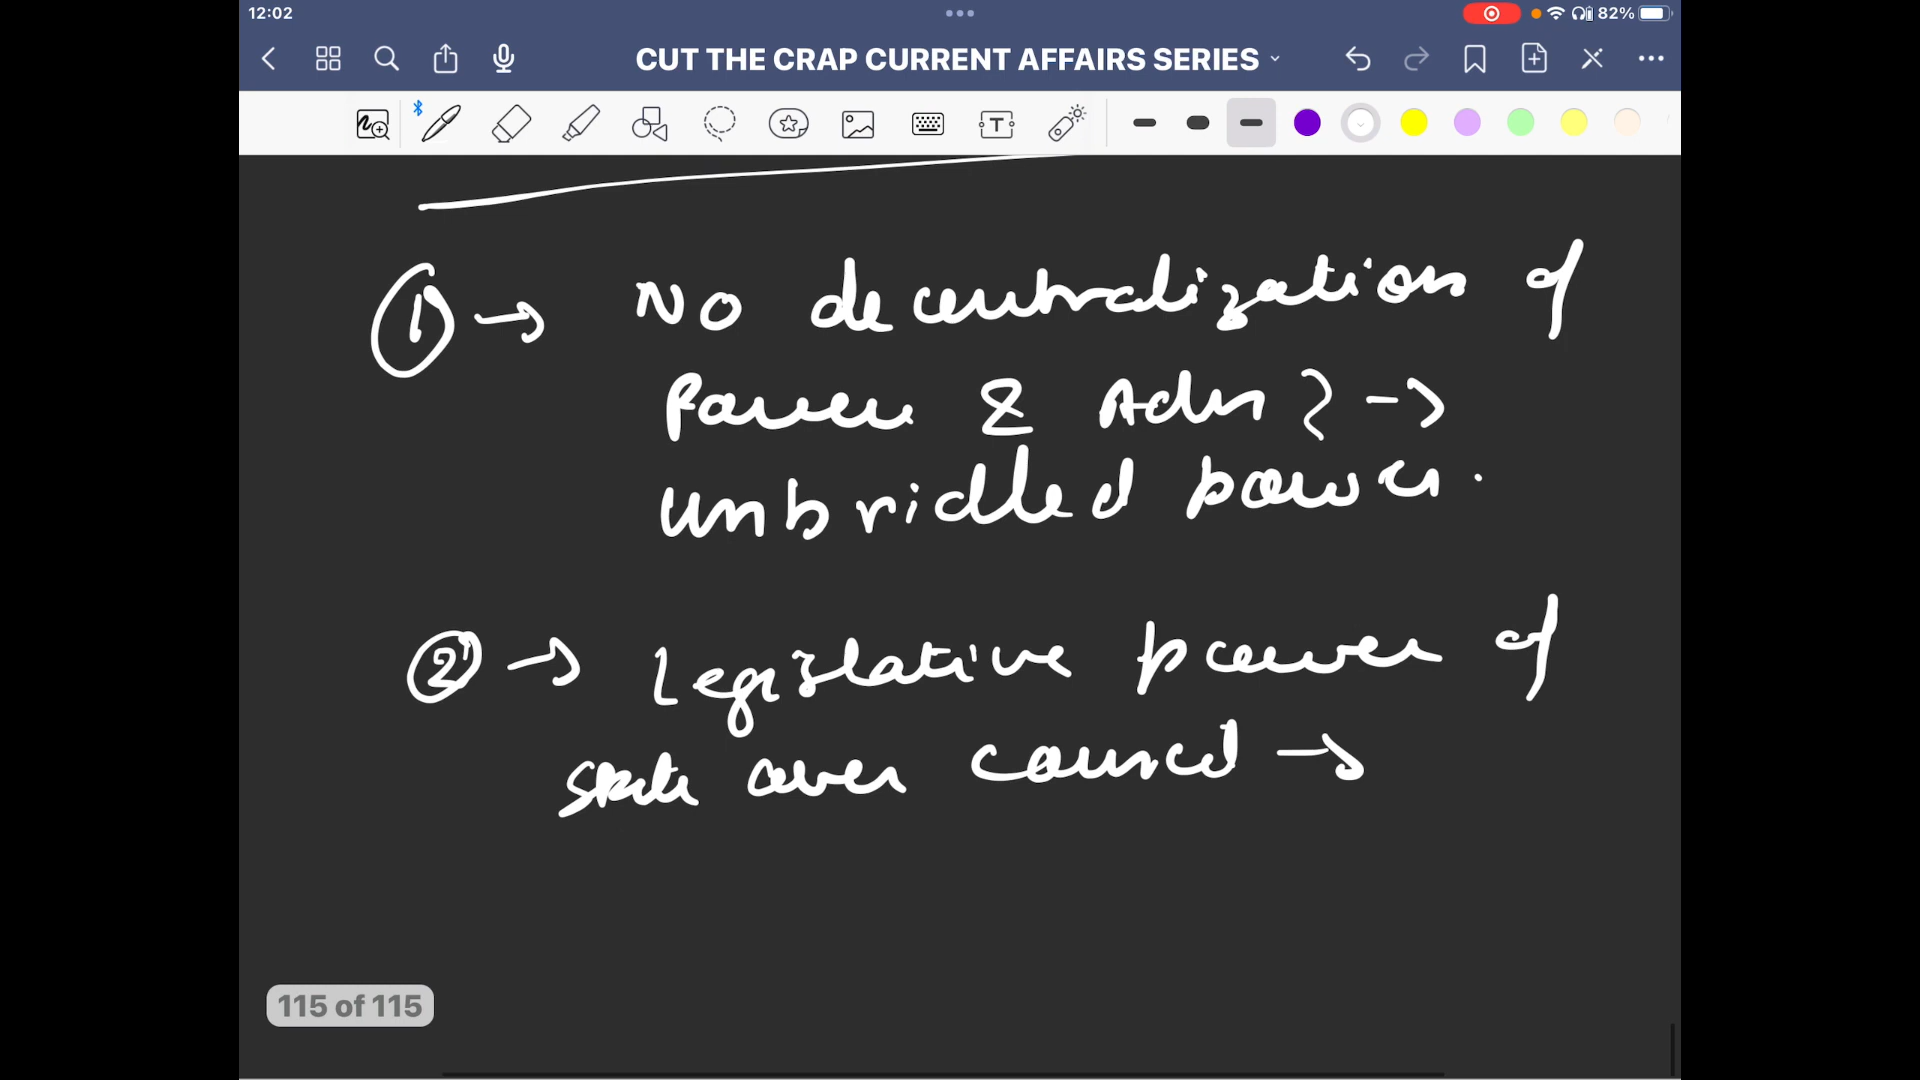 12:02
82%
CUT THE CRAP CURRENT AFFAIRS SERIES
T
1 → No decentralization of
Power & Adm } →
unbridled power.
2 → Legislative power of
state over council →
115 of 115